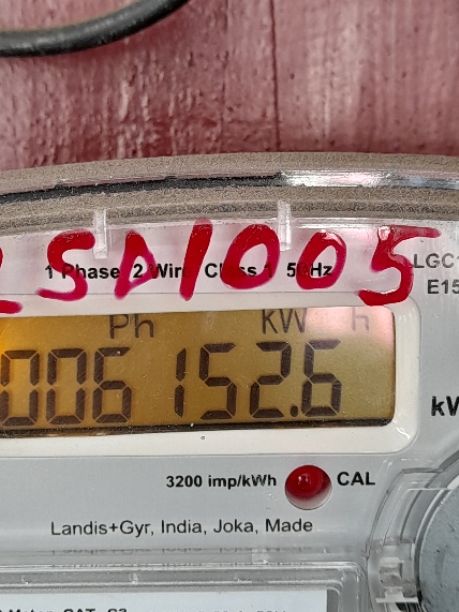 LSD1005
1 Phase 2 Wire Class 1 50Hz
LGC
E15
Ph KW h
006152.6
kW
3200 imp/kWh CAL
Landis+Gyr, India, Joka, Made